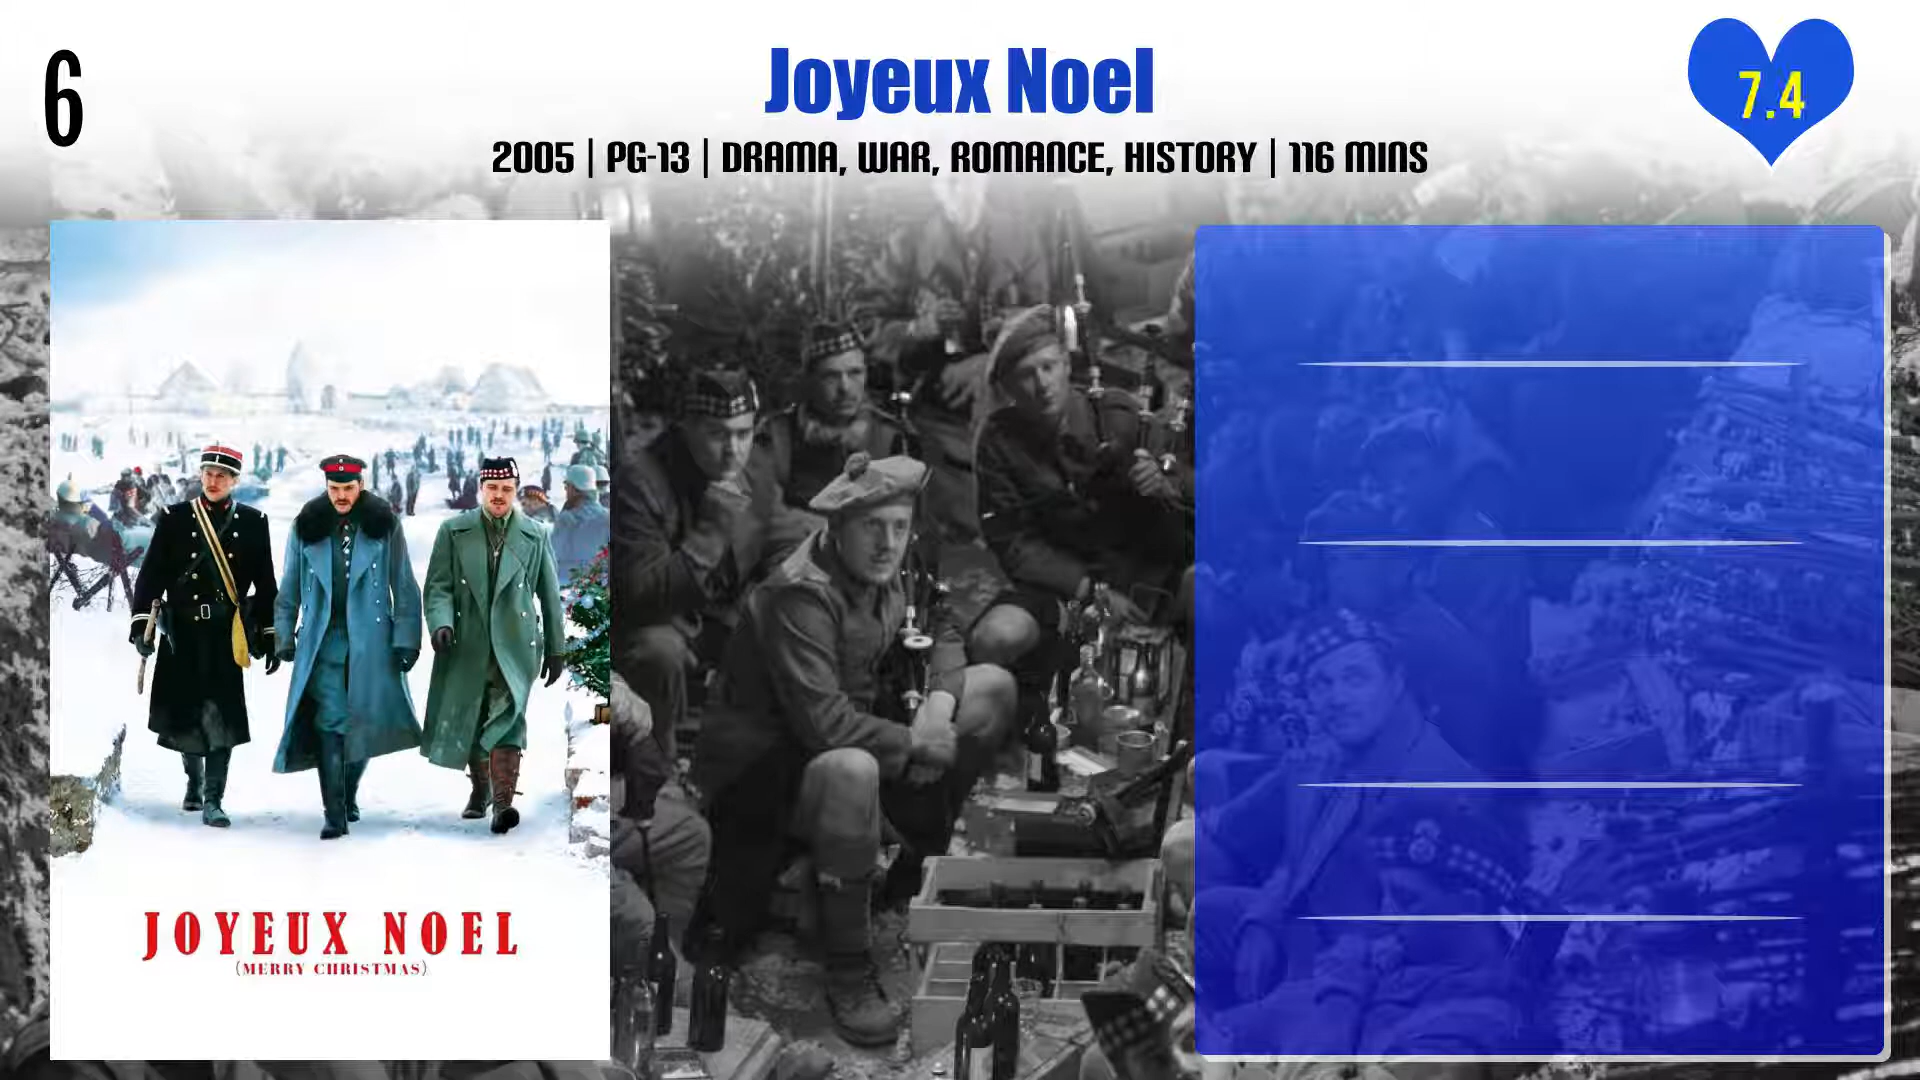 6
Joyeux Noel
7.4
2005 | PG-13 | DRAMA, WAR, ROMANCE, HISTORY | 116 MINS
JOYEUX NOEL
(MERRY CHRISTMAS)